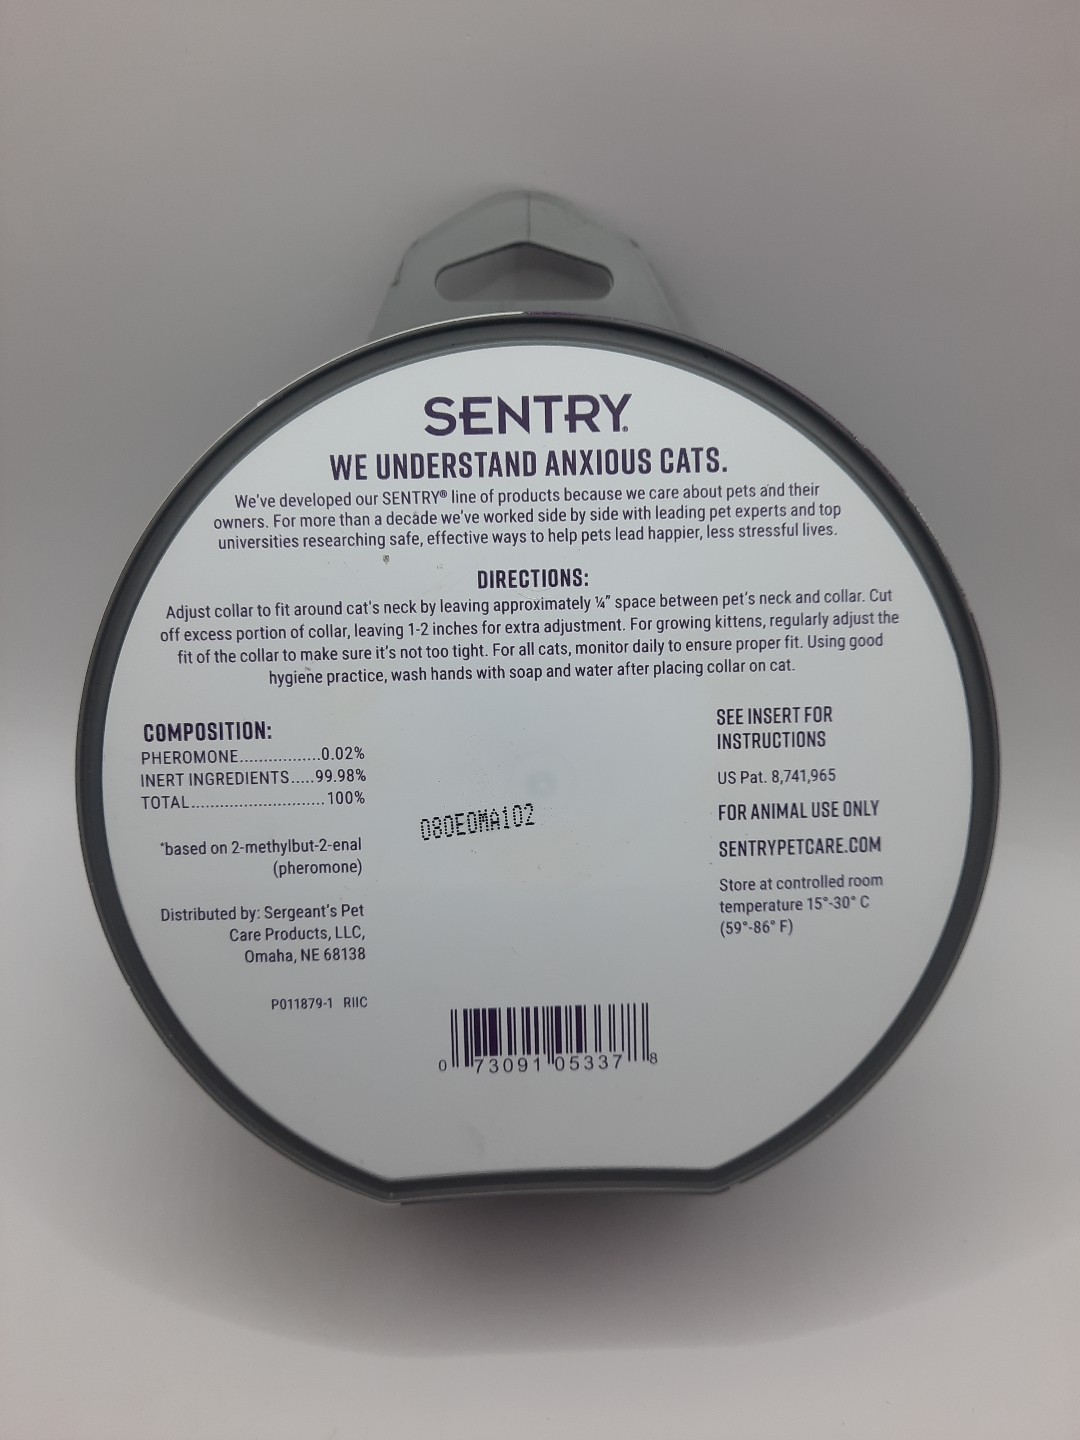 SENTRY.
WE UNDERSTAND ANXIOUS CATS.
We've developed our SENTRY® line of products because we care about pets and their
owners. For more than a decade we've worked side by side with leading pet experts and top
universities researching safe, effective ways to help pets lead happier, less stressful lives.
DIRECTIONS:
Adjust collar to fit around cat's neck by leaving approximately ¼" space between pet's neck and collar. Cut
off excess portion of collar, leaving 1-2 inches for extra adjustment. For growing kittens, regularly adjust the
fit of the collar to make sure it's not too tight. For all cats, monitor daily to ensure proper fit. Using good
hygiene practice, wash hands with soap and water after placing collar on cat.
COMPOSITION:
PHEROMONE................0.02%
INERT INGREDIENTS.....99.98%
TOTAL...........................100%
*based on 2-methylbut-2-enal
(pheromone)
Distributed by: Sergeant's Pet
Care Products, LLC,
Omaha, NE 68138
P011879-1 RIIC
080EOMA102
SEE INSERT FOR
INSTRUCTIONS
US Pat. 8,741,965
FOR ANIMAL USE ONLY
SENTRYPETCARE.COM
Store at controlled room
temperature 15°-30° C
(59°-86° F)
0 73091 05337 8